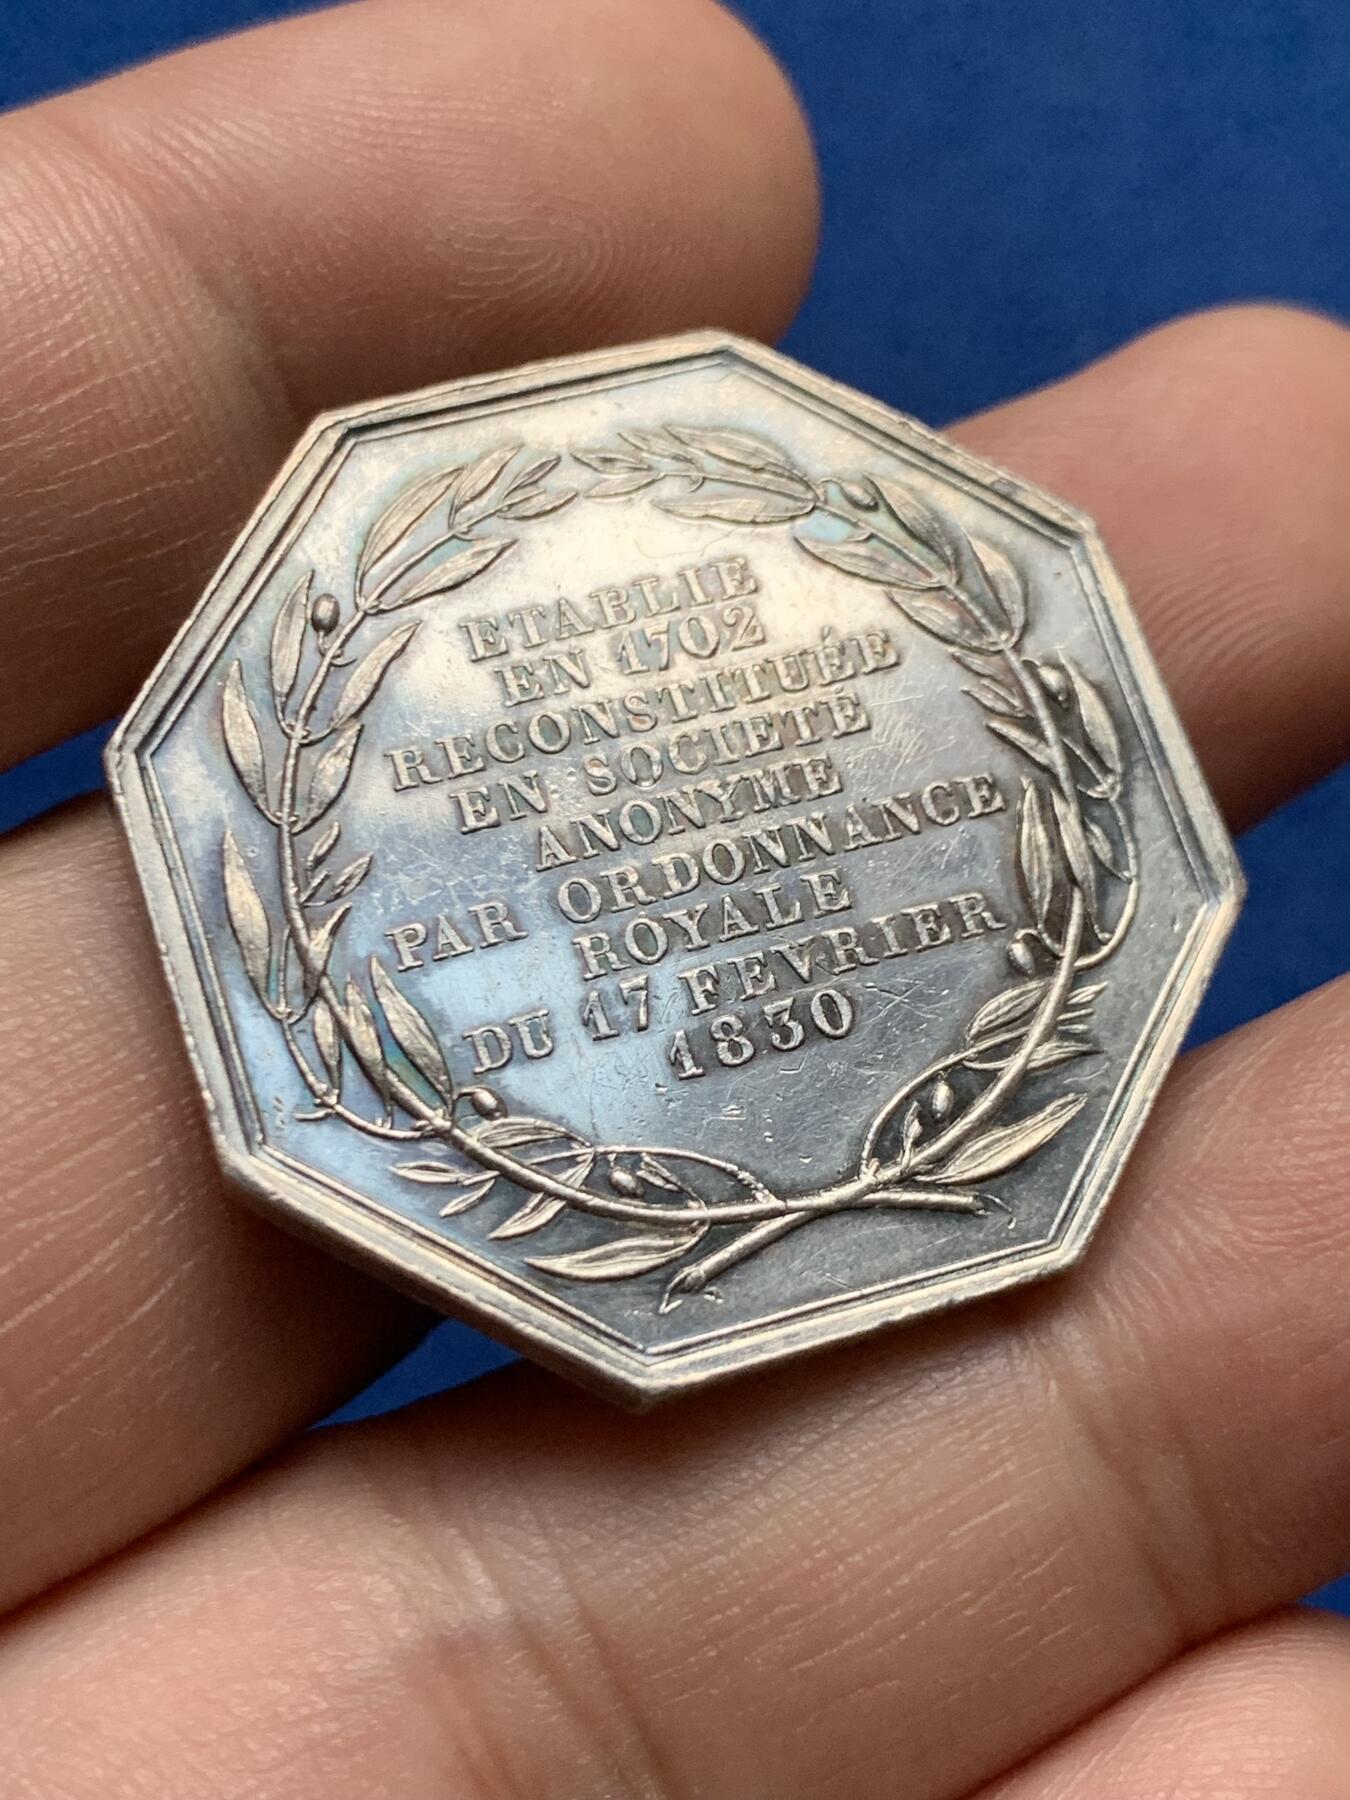 ETABLIE
EN 1702
RECONSTITUÉE
EN SOCIETÉ
ANONYME
PAR ORDONNANCE
ROYALE
DU 17 FEVRIER
1830